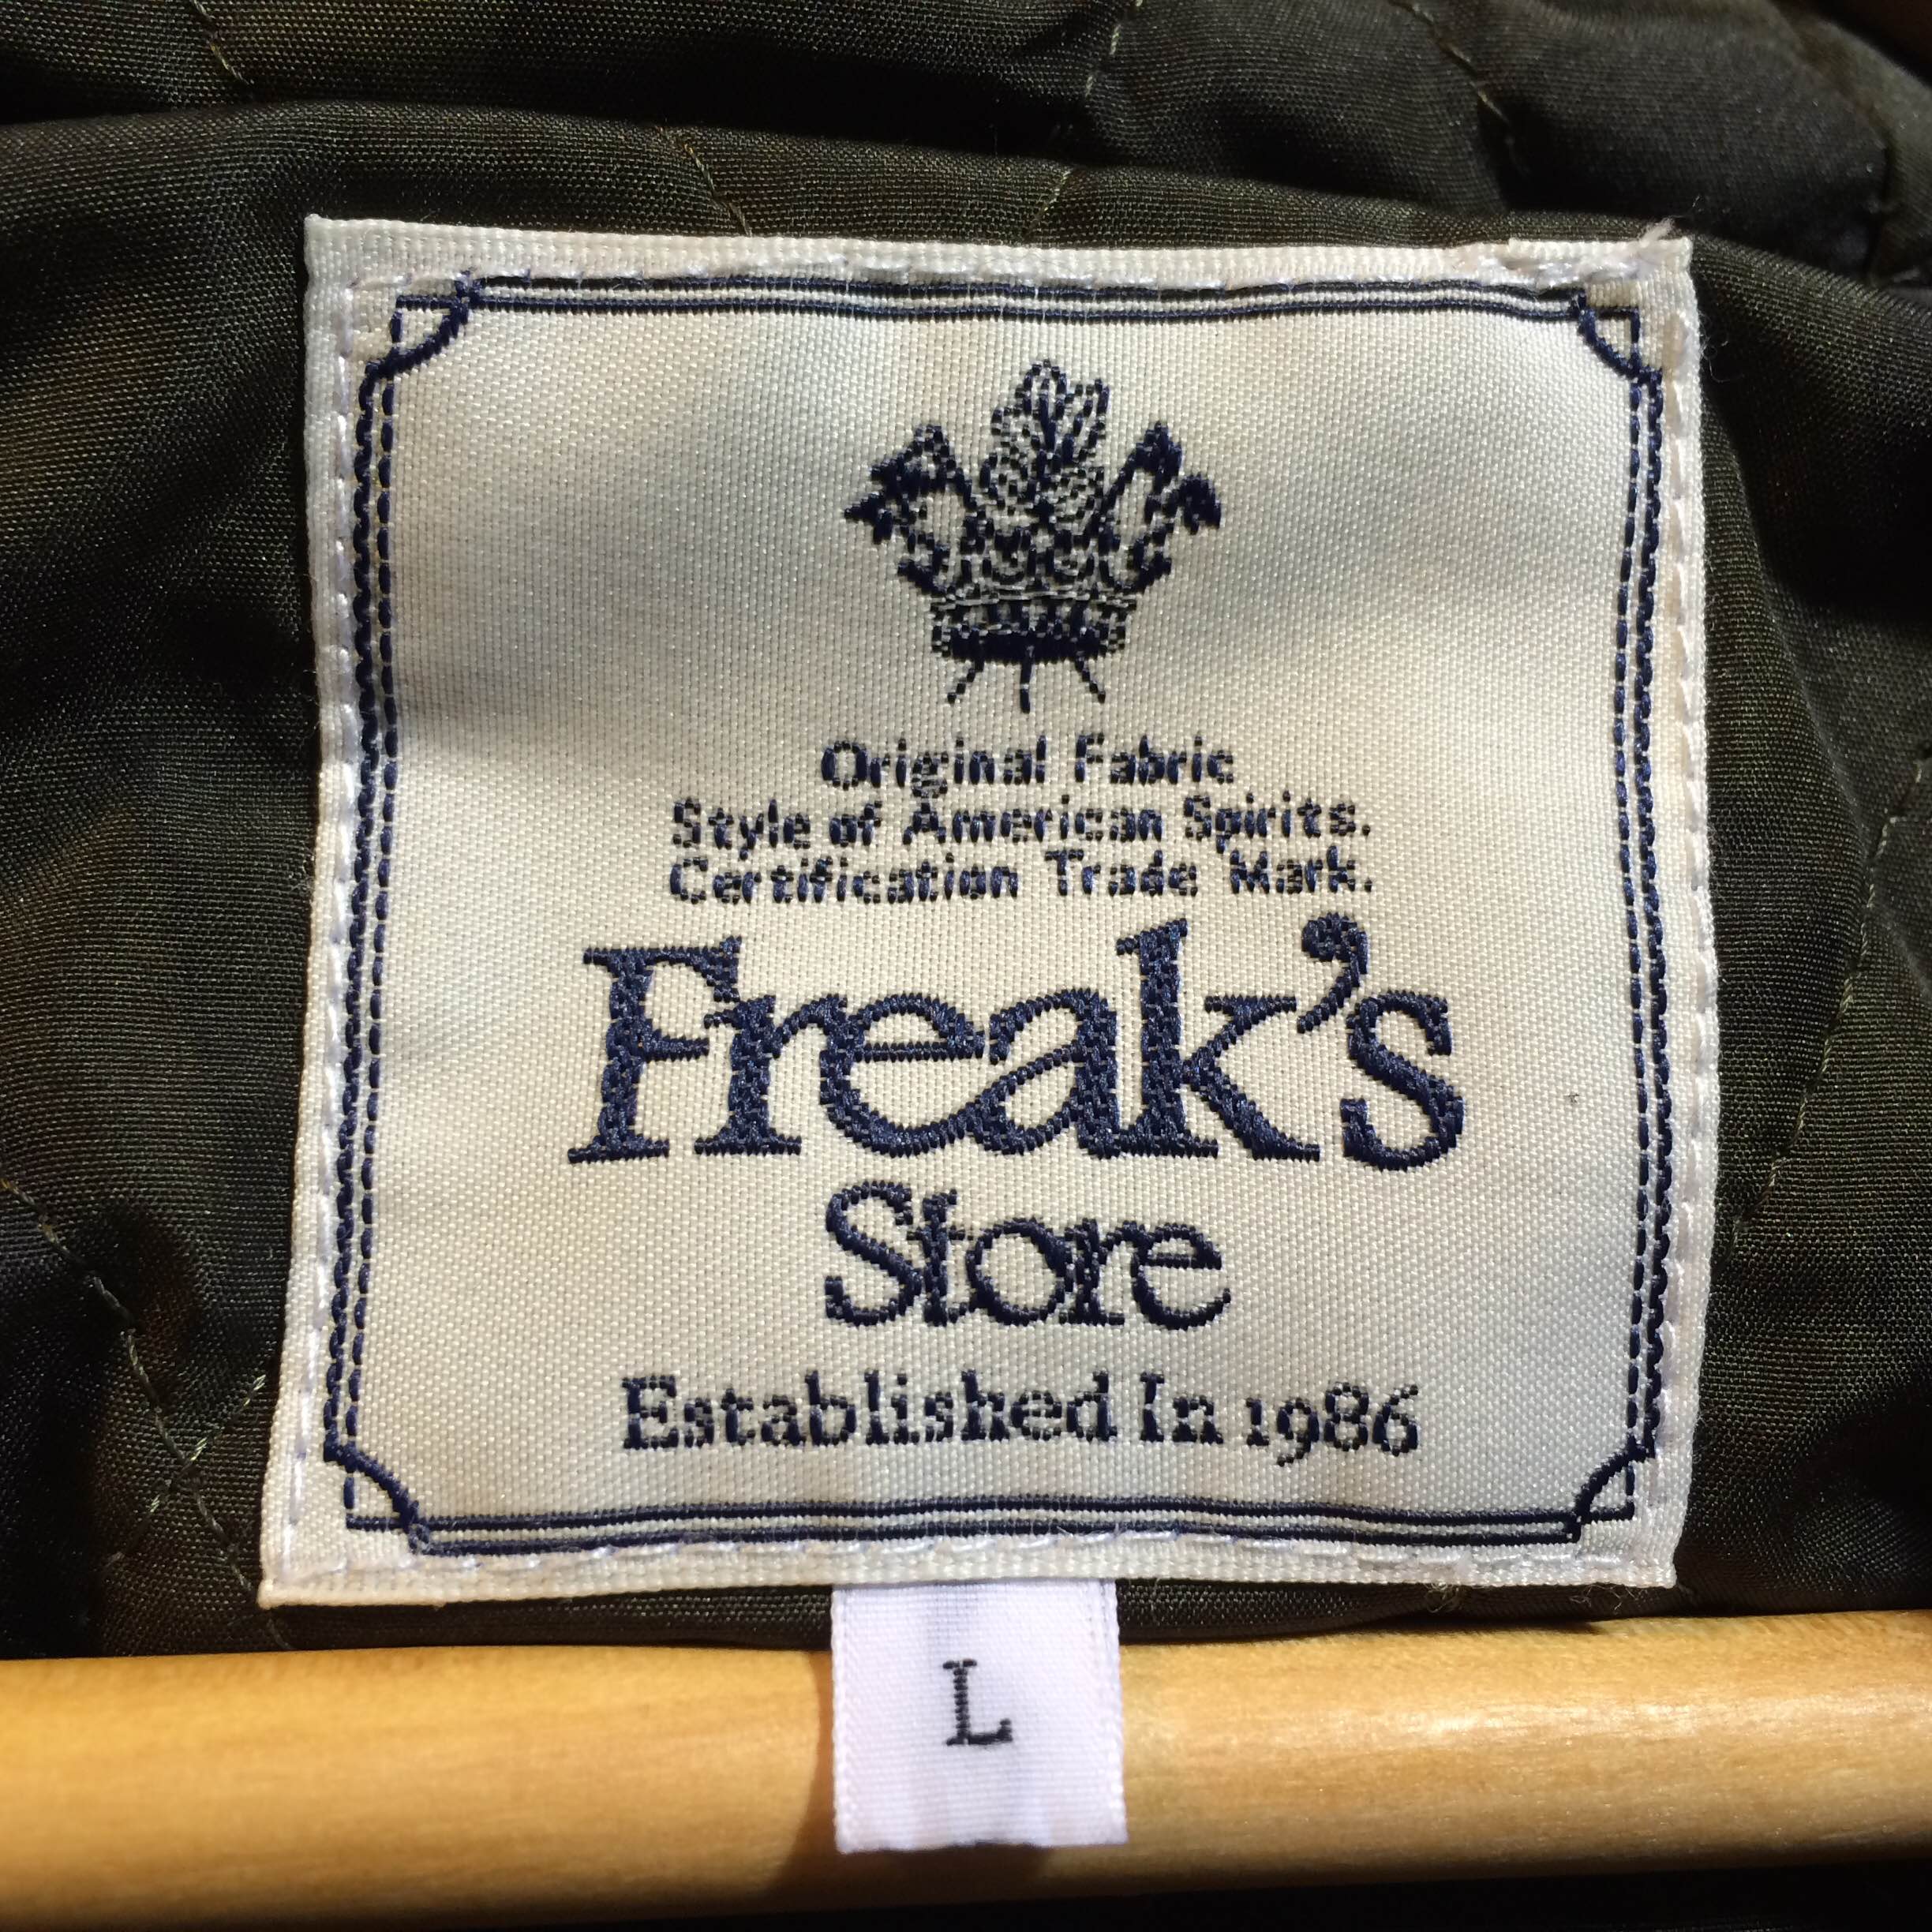 Original Fabric
Style of American Spirits.
Certification Trade Mark.
Freak's
Store
Established In 1986
L